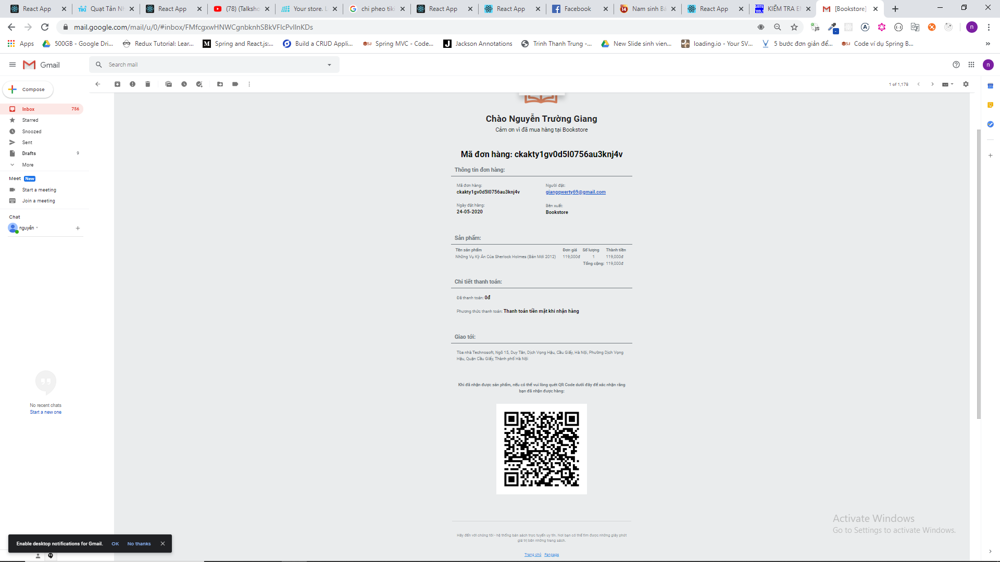 React App
Quạt Tản Nh
React App
(78) (Talksho
Your store. L
chi pheo tiki
React App
React App
Facebook
Nam sinh Bá
React App
KIỂM TRA E
[Bookstore]
mail.google.com/mail/u/0/#inbox/FMfcgxwHNWCgnbknhSBkVFlcPvllnKDs
Apps
500GB - Google Dri...
Redux Tutorial: Lear...
Spring and React.js:...
Build a CRUD Appli...
Spring MVC - Code...
Jackson Annotations
Trinh Thanh Trung -...
New Slide sinh vien...
loading.io - Your SV...
5 bước đơn giản để...
Code ví dụ Spring B...
Gmail
Search mail
n
Compose
1 of 1,178
Inbox 756
Starred
Snoozed
Sent
Drafts 9
More
Meet New
Start a meeting
Join a meeting
Chat
nguyên
No recent chats
Start a new one
Chào Nguyễn Trường Giang
Cảm ơn vì đã mua hàng tại Bookstore
Mã đơn hàng: ckakty1gv0d5l0756au3knj4v
Thông tin đơn hàng:
Mã đơn hàng: Người đặt:
ckakty1gv0d5l0756au3knj4v giangqwerty69@gmail.com
Ngày đặt hàng: Bên xuất:
24-05-2020 Bookstore
Sản phẩm:
Tên sản phẩm Đơn giá Số lượng Thành tiền
Những Vụ Kỳ Án Của Sherlock Holmes (Bản Mới 2012) 119,000đ 1 119,000đ
Tổng cộng: 119,000đ
Chi tiết thanh toán:
Đã thanh toán: 0đ
Phương thức thanh toán: Thanh toán tiền mặt khi nhận hàng
Giao tới:
Tòa nhà Technosoft, Ngõ 15, Duy Tân, Dịch Vọng Hậu, Cầu Giấy, Hà Nội, Phường Dịch Vọng
Hậu, Quận Cầu Giấy, Thành phố Hà Nội
Khi đã nhận được sản phẩm, nếu có thể vui lòng quét QR Code dưới đây để xác nhận rằng
bạn đã nhận được hàng:
Hãy đến với chúng tôi - hệ thống bán sách trực tuyến uy tín. Nơi bạn có thể tìm được những giây phút
giá trị bên những trang sách.
Trang chủ Fanpage
Activate Windows
Go to Settings to activate Windows.
Enable desktop notifications for Gmail. OK No thanks